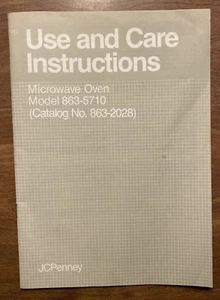 Use and Care
Instructions
Microwave Oven
Model 863-5710
(Catalog No. 863-2028)
JCPenney